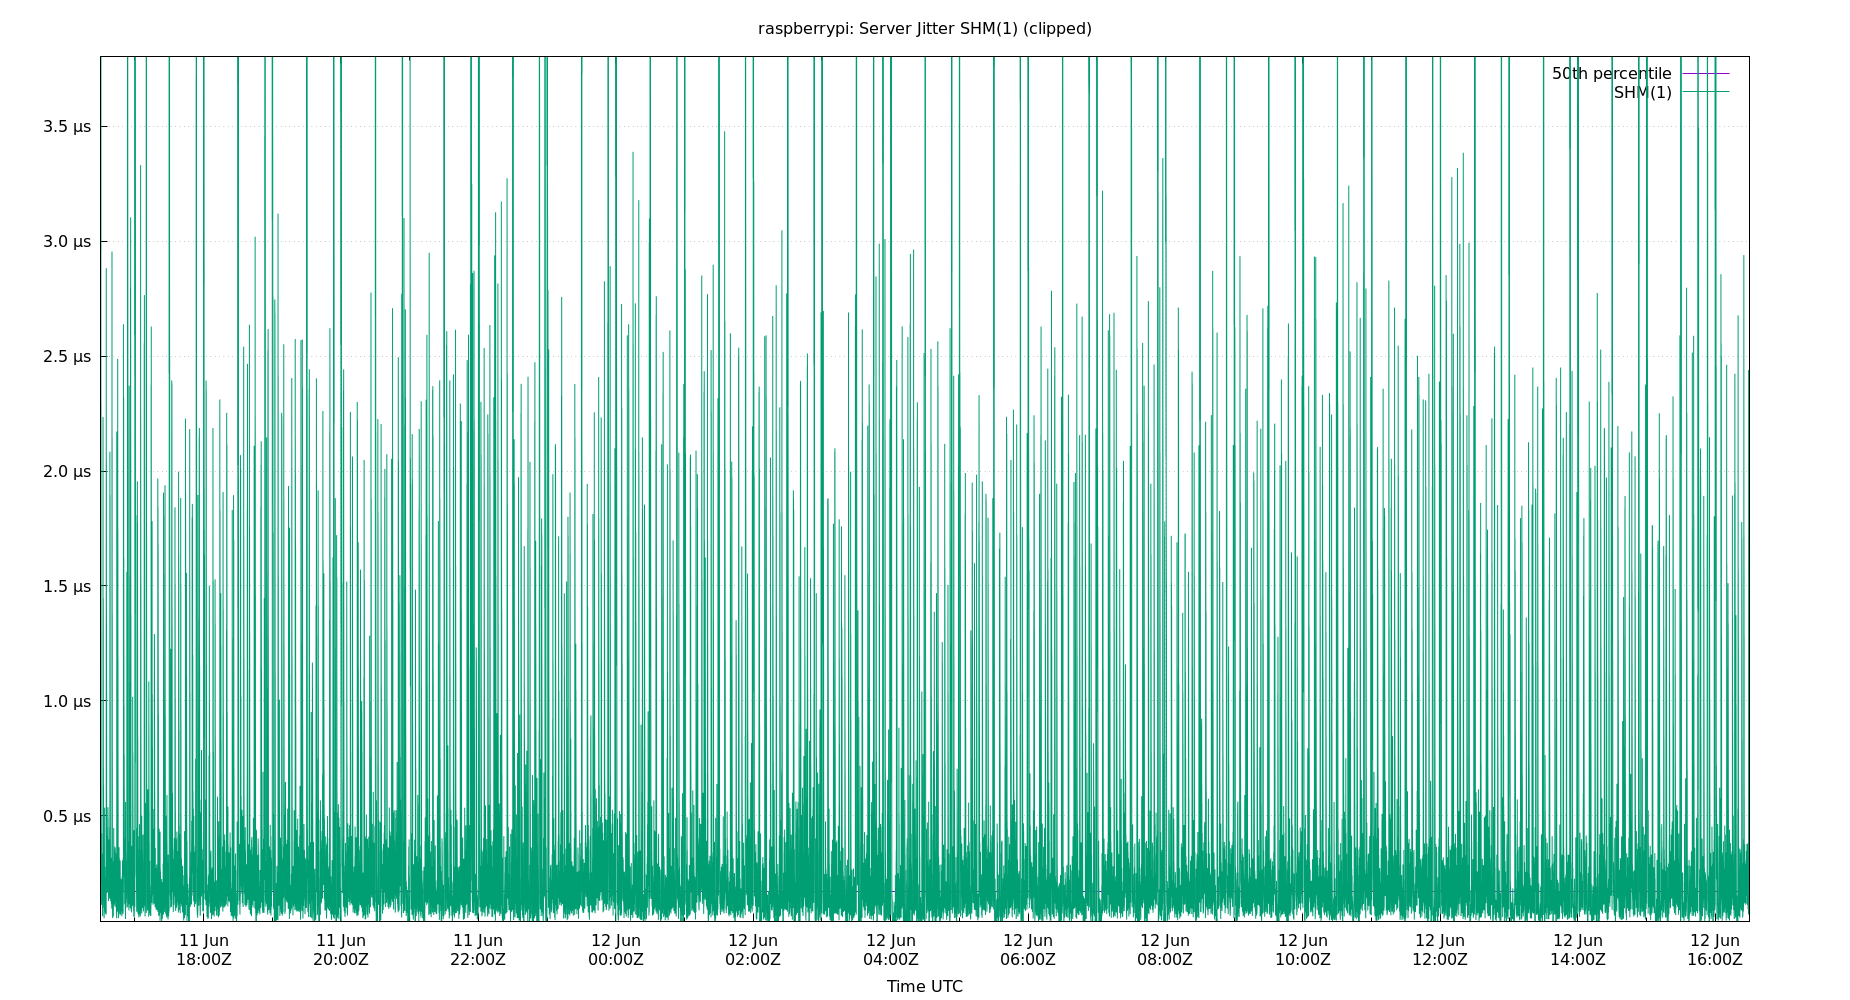 raspberrypi: Server Jitter SHM(1) (clipped)
50th percentile
SHM(1)
3.5 µs
3.0 µs
2.5 µs
2.0 µs
1.5 µs
1.0 µs
0.5 µs
11 Jun 11 Jun 11 Jun 12 Jun 12 Jun 12 Jun 12 Jun 12 Jun 12 Jun 12 Jun 12 Jun 12 Jun
18:00Z 20:00Z 22:00Z 00:00Z 02:00Z 04:00Z 06:00Z 08:00Z 10:00Z 12:00Z 14:00Z 16:00Z
Time UTC